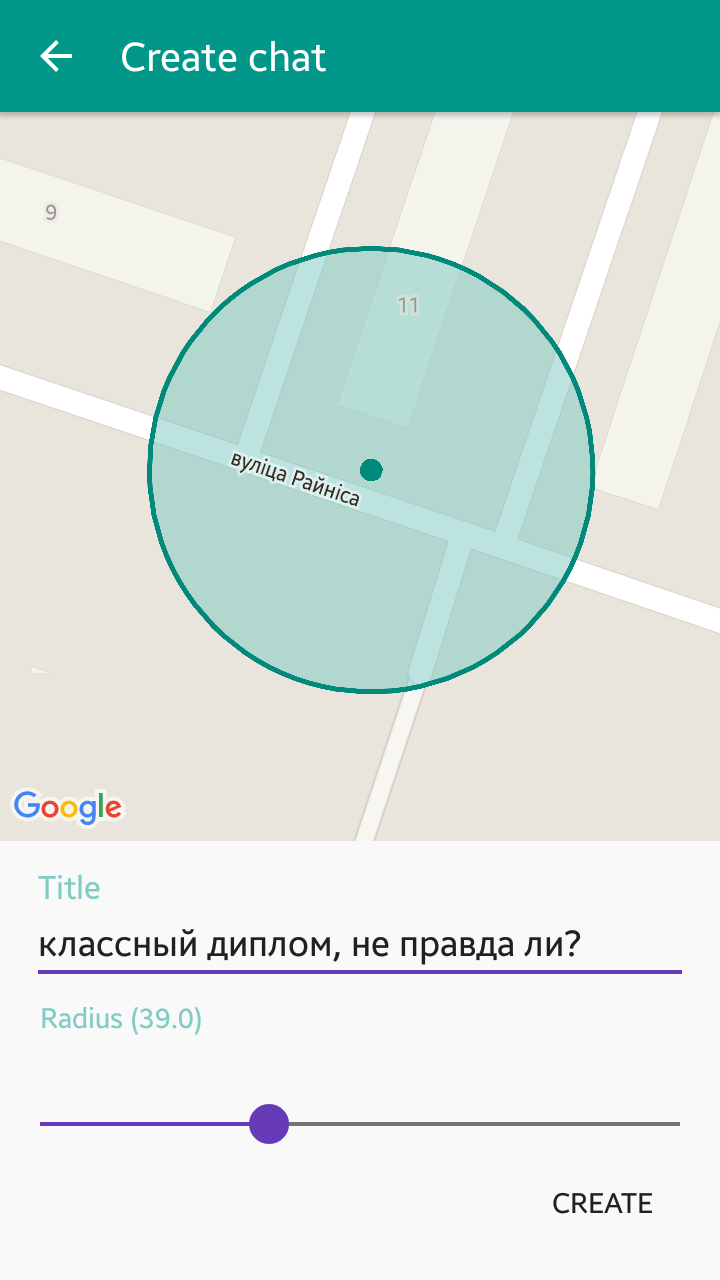 Create chat
9
11
вуліца Райніса
Google
Title
классный диплом, не правда ли?
Radius (39.0)
CREATE